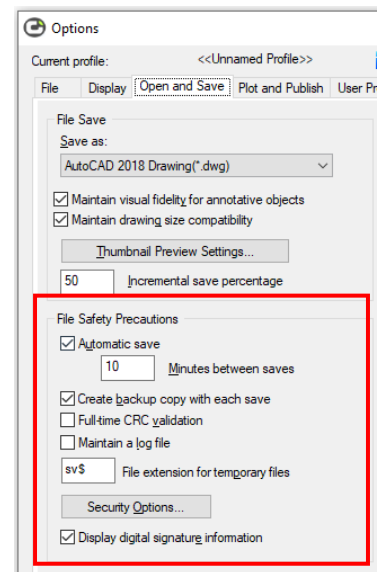 Options
Current profile: <<Unnamed Profile>>
File Display Open and Save Plot and Publish User Pr
File Save
Save as:
AutoCAD 2018 Drawing(*.dwg)
Maintain visual fidelity for annotative objects
Maintain drawing size compatibility
Thumbnail Preview Settings...
50 Incremental save percentage
File Safety Precautions
Automatic save
10 Minutes between saves
Create backup copy with each save
Full-time CRC validation
Maintain a log file
sv$ File extension for temporary files
Security Options...
Display digital signature information